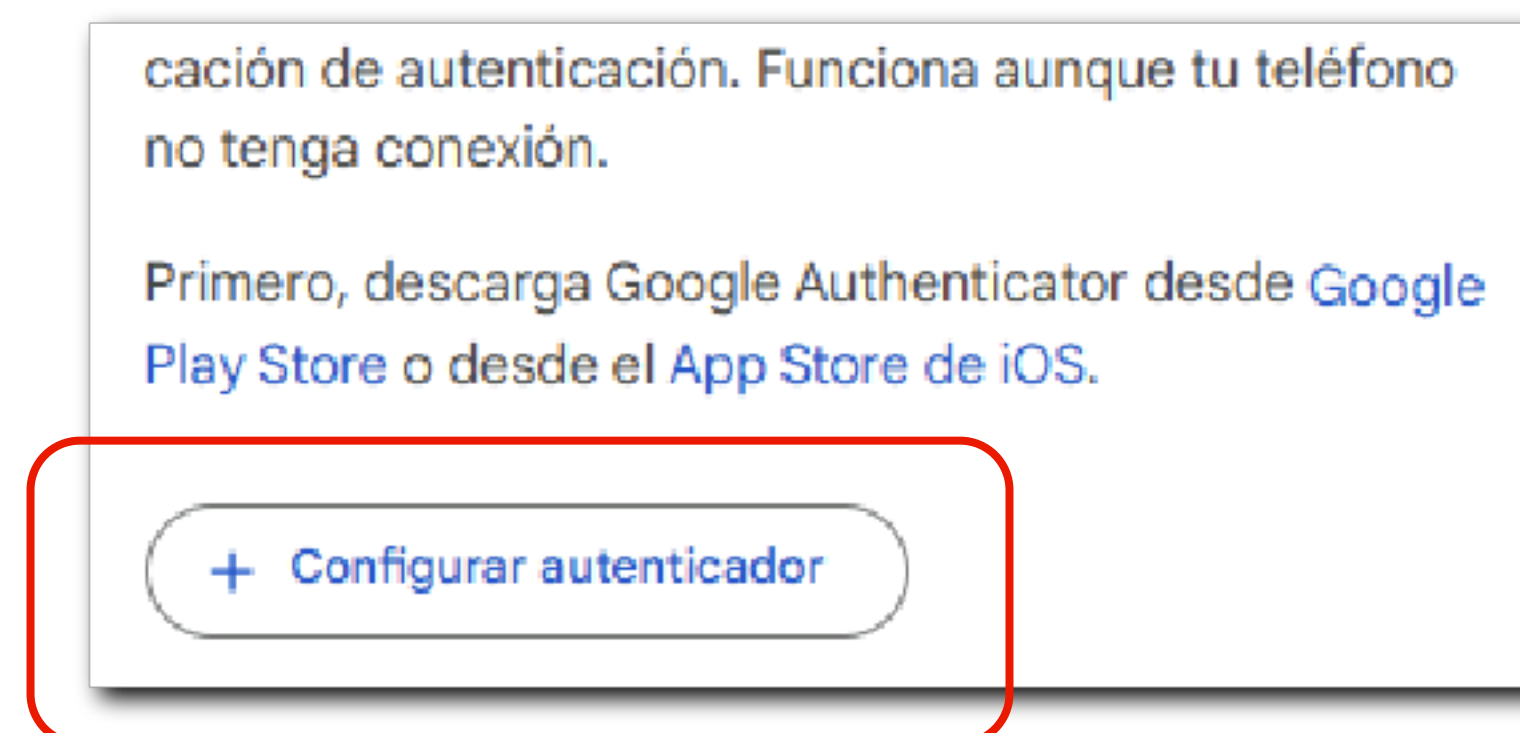 cación de autenticación. Funciona aunque tu teléfono
no tenga conexión.
Primero, descarga Google Authenticator desde Google
Play Store o desde el App Store de iOS.
+ Configurar autenticador